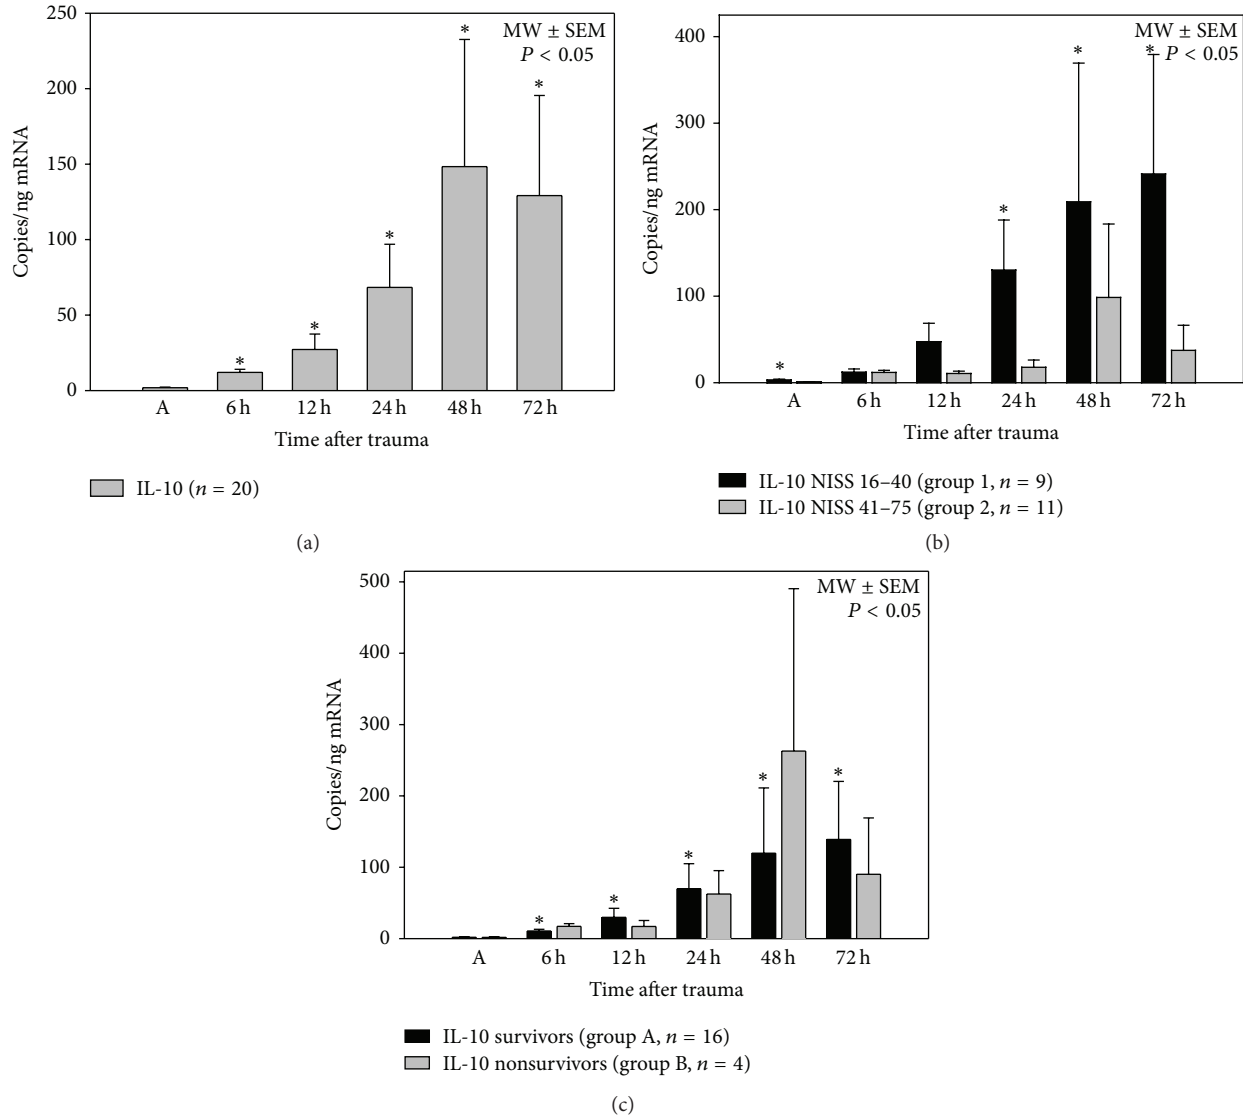 250
200
150
100
50
0
Copies/ng mRNA
MW ± SEM
P < 0.05
* * * * *
A 6 h 12 h 24 h 48 h 72 h
Time after trauma
IL-10 (n = 20)
(a)
400
300
200
100
0
Copies/ng mRNA
MW ± SEM
P < 0.05
* * * *
A 6 h 12 h 24 h 48 h 72 h
Time after trauma
IL-10 NISS 16–40 (group 1, n = 9)
IL-10 NISS 41–75 (group 2, n = 11)
(b)
500
400
300
200
100
0
Copies/ng mRNA
MW ± SEM
P < 0.05
* * * * *
A 6 h 12 h 24 h 48 h 72 h
Time after trauma
IL-10 survivors (group A, n = 16)
IL-10 nonsurvivors (group B, n = 4)
(c)